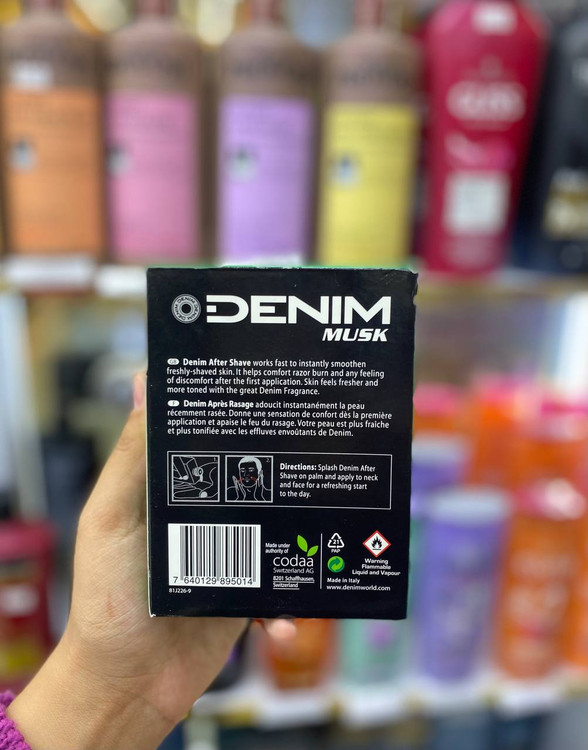 DENIM
MUSK
GB Denim After Shave works fast to instantly smoothen
freshly-shaved skin. It helps comfort razor burn and any feeling
of discomfort after the first application. Skin feels fresher and
more toned with the great Denim Fragrance.
F Denim Après Rasage adoucit instantanément la peau
récemment rasée. Donne une sensation de confort dès la première
application et apaise le feu du rasage. Votre peau est plus fraîche
et plus tonifiée avec les effluves envoûtants de Denim.
Directions: Splash Denim After
Shave on palm and apply to neck
and face for a refreshing start
to the day.
7 640129 895014
81J226-9
Made under
authority of
codaa
Switzerland AG
8201 Schaffhausen,
Switzerland
21
PAP
Made in Italy
www.denimworld.com
Warning
Flammable
Liquid and Vapour